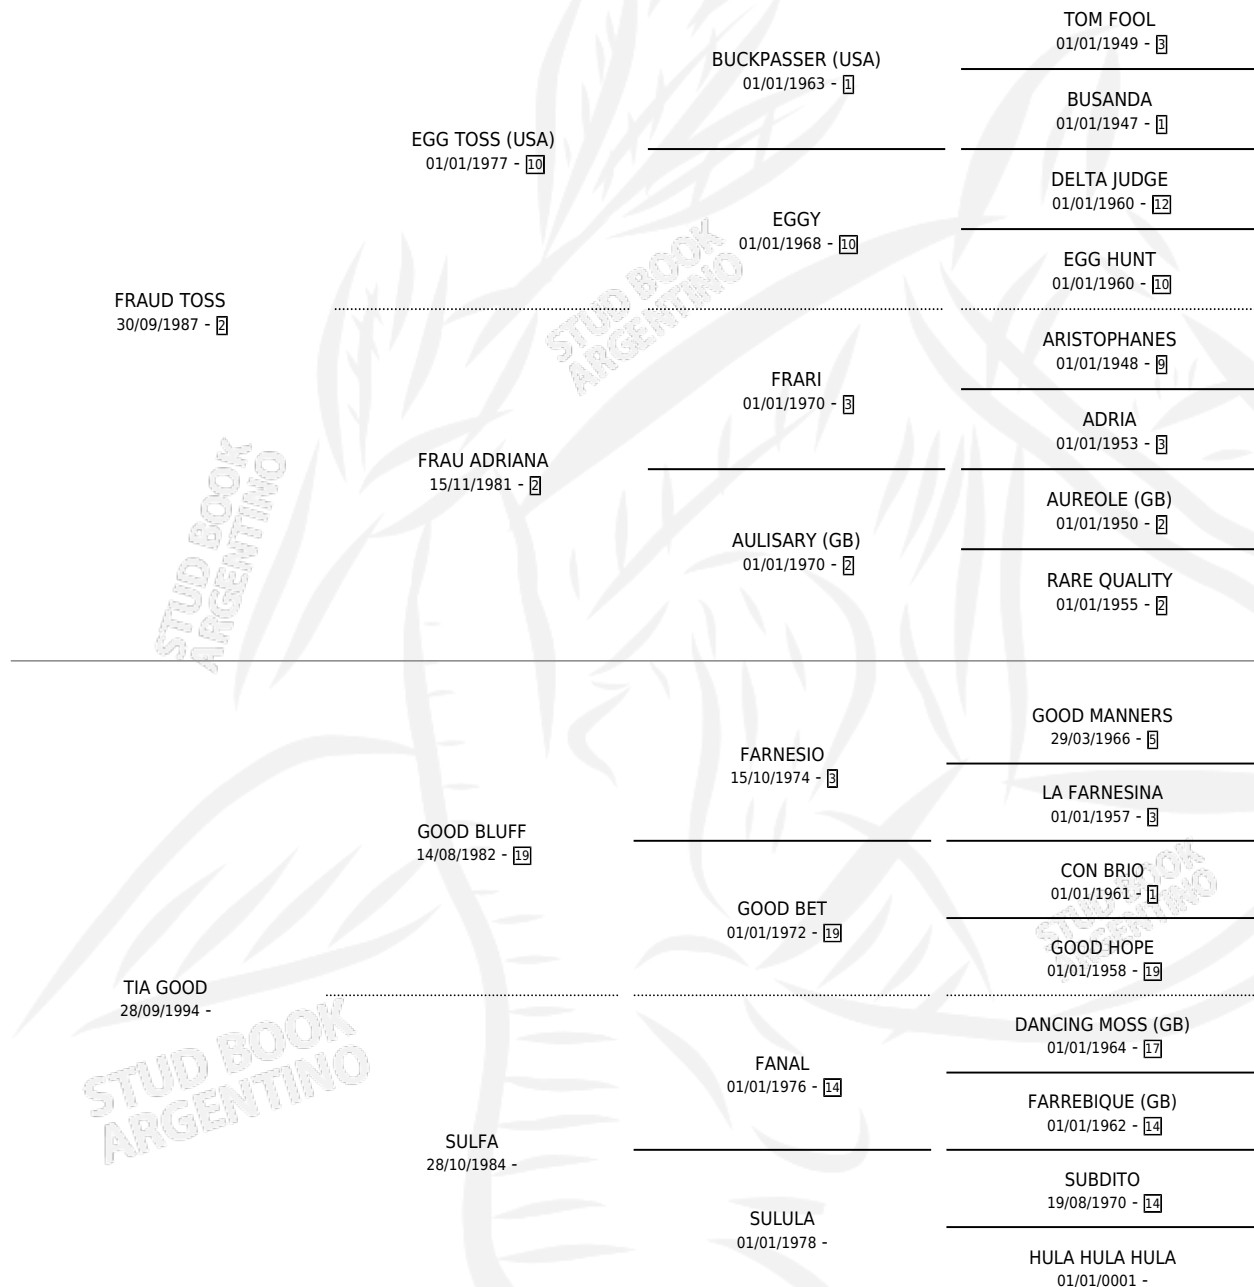 TOM FOOL
01/01/1949 - 3
BUCKPASSER (USA)
01/01/1963 - 1
BUSANDA
01/01/1947 - 1
EGG TOSS (USA)
01/01/1977 - 10
DELTA JUDGE
01/01/1960 - 12
EGGY
01/01/1968 - 10
EGG HUNT
01/01/1960 - 10
FRAUD TOSS
30/09/1987 - 2
ARISTOPHANES
01/01/1948 - 9
FRARI
01/01/1970 - 3
ADRIA
01/01/1953 - 3
FRAU ADRIANA
15/11/1981 - 2
AUREOLE (GB)
01/01/1950 - 2
AULISARY (GB)
01/01/1970 - 2
RARE QUALITY
01/01/1955 - 2
STUD BOOK
ARGENTINO
STUD BOOK
ARGENTINO
GOOD MANNERS
29/03/1966 - 5
FARNESIO
15/10/1974 - 3
LA FARNESINA
01/01/1957 - 3
GOOD BLUFF
14/08/1982 - 19
CON BRIO
01/01/1961 - 1
GOOD BET
01/01/1972 - 19
GOOD HOPE
01/01/1958 - 19
STUD BOOK
ARGENTINO
TIA GOOD
28/09/1994 -
DANCING MOSS (GB)
01/01/1964 - 17
FANAL
01/01/1976 - 14
FARREBIQUE (GB)
01/01/1962 - 14
STUD BOOK
ARGENTINO
SULFA
28/10/1984 -
SUBDITO
19/08/1970 - 14
SULULA
01/01/1978 -
HULA HULA HULA
01/01/0001 -